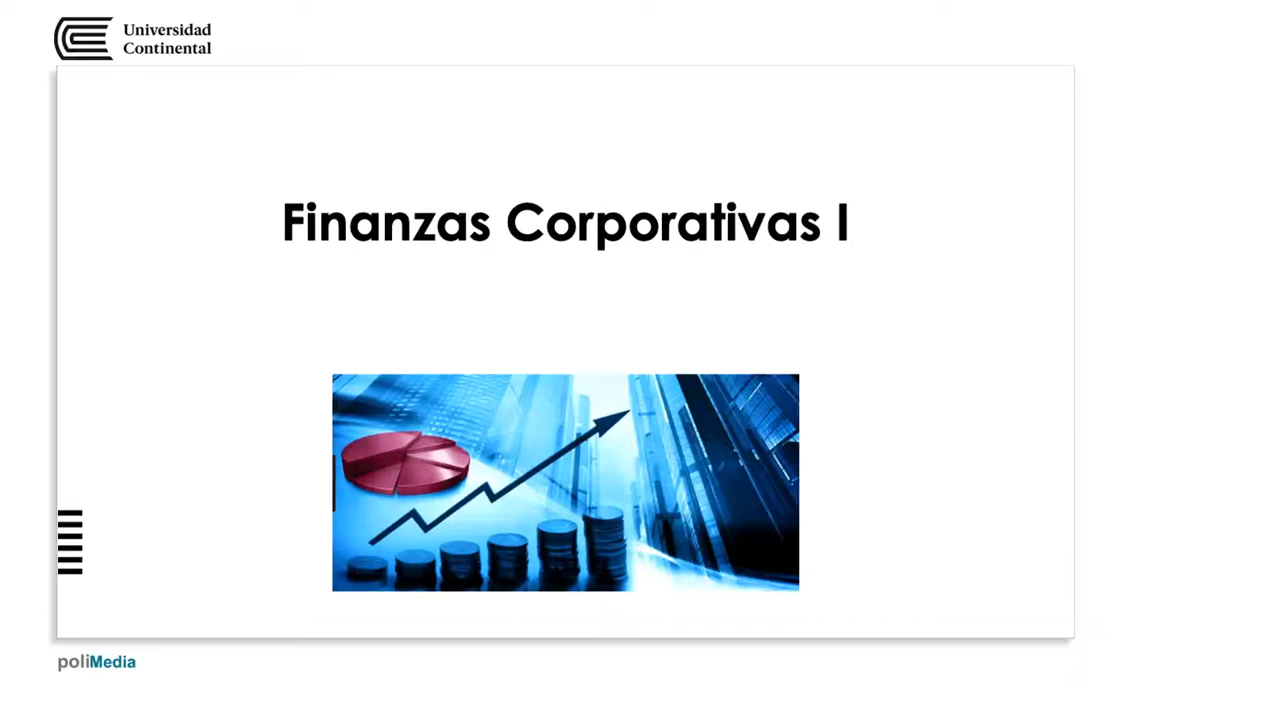 Universidad
Continental
Finanzas Corporativas I
poliMedia